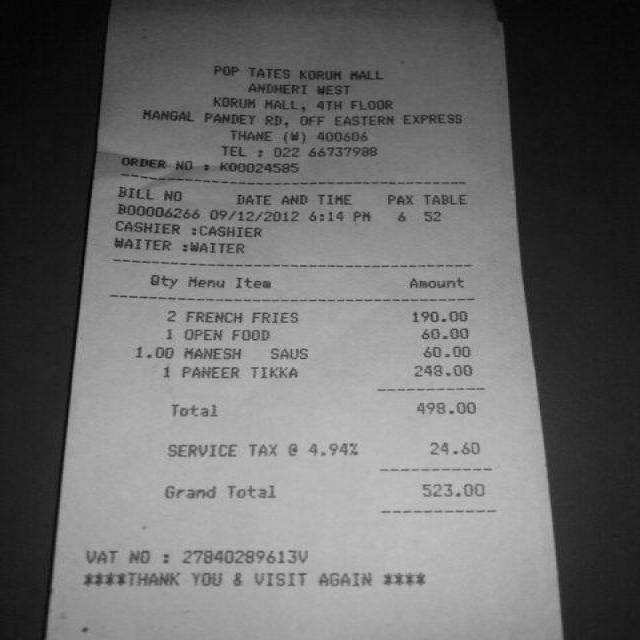 POP TATES KORUM MALL
ANDHERI WEST
KORUM MALL, 4TH FLOOR
MANGAL PANDEY RD, OFF EASTERN EXPRESS
THANE (W) 400606
TEL : 022 66737988
ORDER NO : K00024585
BILL NO DATE AND TIME PAX TABLE
B00006266 09/12/2012 6:14 PM 6 52
CASHIER :CASHIER
WAITER :WAITER
Qty Menu Item Amount
2 FRENCH FRIES 190.00
1 OPEN FOOD 60.00
1.00 MANESH SAUS 60.00
1 PANEER TIKKA 248.00
Total 498.00
SERVICE TAX @ 4.94% 24.60
Grand Total 523.00
VAT NO : 27840289613V
****THANK YOU & VISIT AGAIN ****